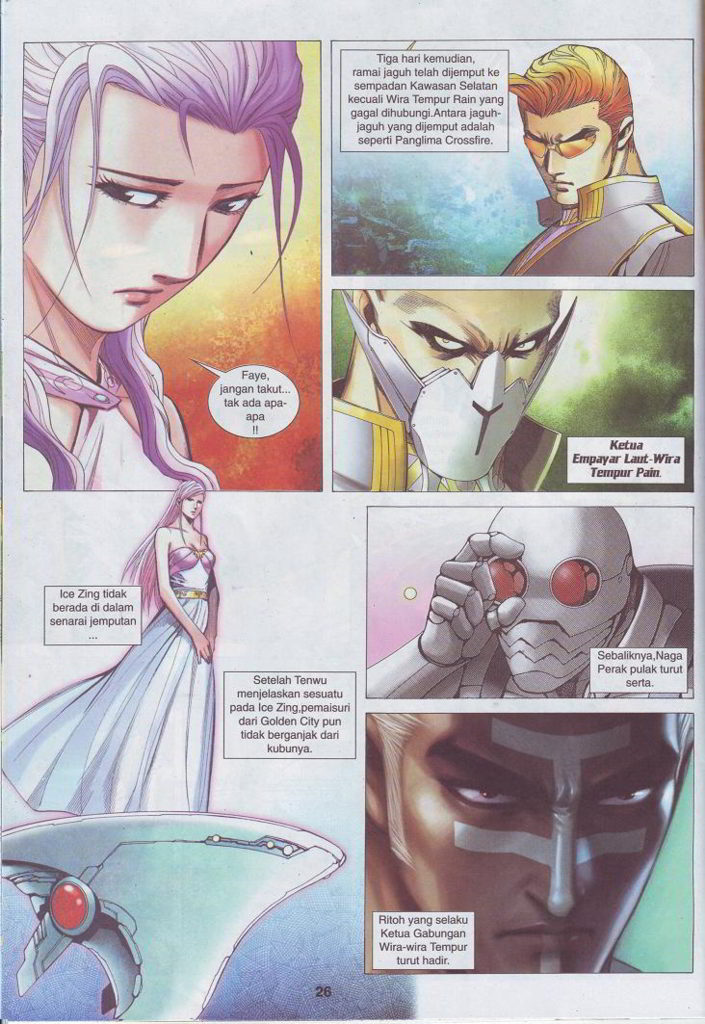 Tiga hari kemudian,
ramai jaguh telah dijemput ke
sempadan Kawasan Selatan
kecuali Wira Tempur Rain yang
gagal dihubungi.Antara jaguh-
jaguh yang dijemput adalah
seperti Panglima Crossfire.
Faye,
jangan takut...
tak ada apa-
apa
!!
Ketua
Empayar Laut-Wira
Tempur Pain.
Ice Zing tidak
berada di dalam
senarai jemputan
...
Setelah Tenwu
menjelaskan sesuatu
pada Ice Zing,pemaisuri
dari Golden City pun
tidak berganjak dari
kubunya.
Sebaliknya,Naga
Perak pulak turut
serta.
Ritoh yang selaku
Ketua Gabungan
Wira-wira Tempur
turut hadir.
26